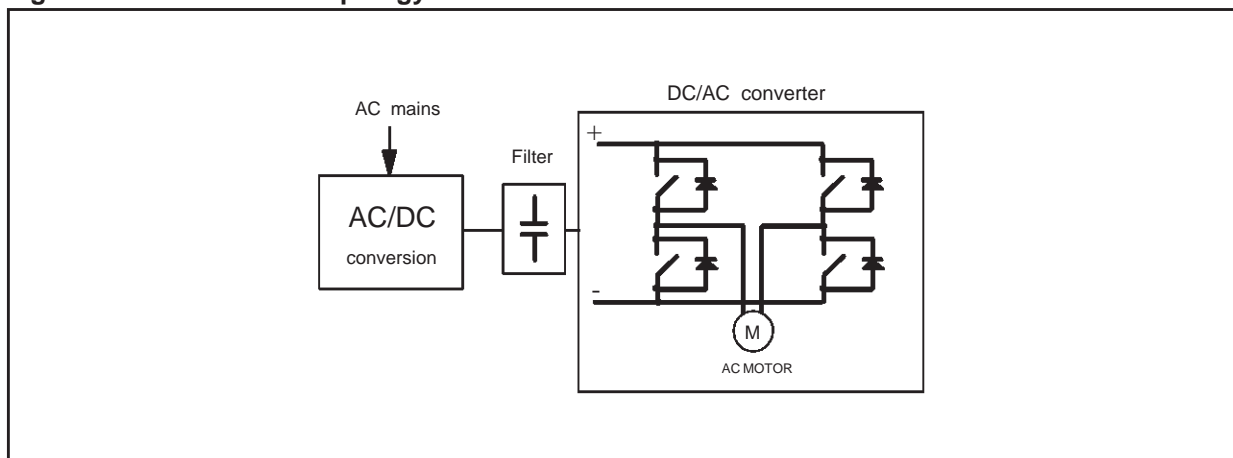 AC mains
AC/DC
conversion
Filter
DC/AC converter
+
-
M
AC MOTOR